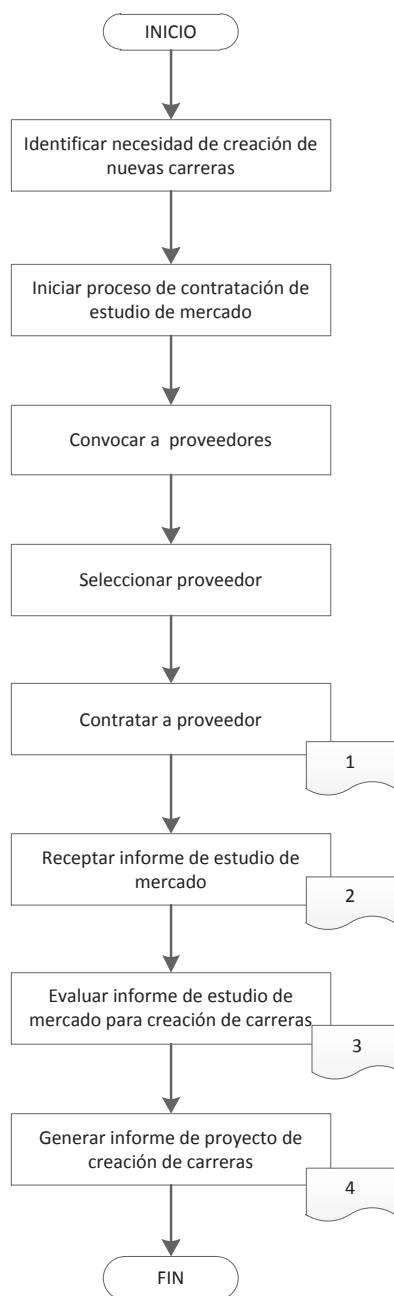 INICIO
Identificar necesidad de creación de
nuevas carreras
Iniciar proceso de contratación de
estudio de mercado
Convocar a proveedores
Seleccionar proveedor
Contratar a proveedor
1
Receptar informe de estudio de
mercado
2
Evaluar informe de estudio de
mercado para creación de carreras
3
Generar informe de proyecto de
creación de carreras
4
FIN